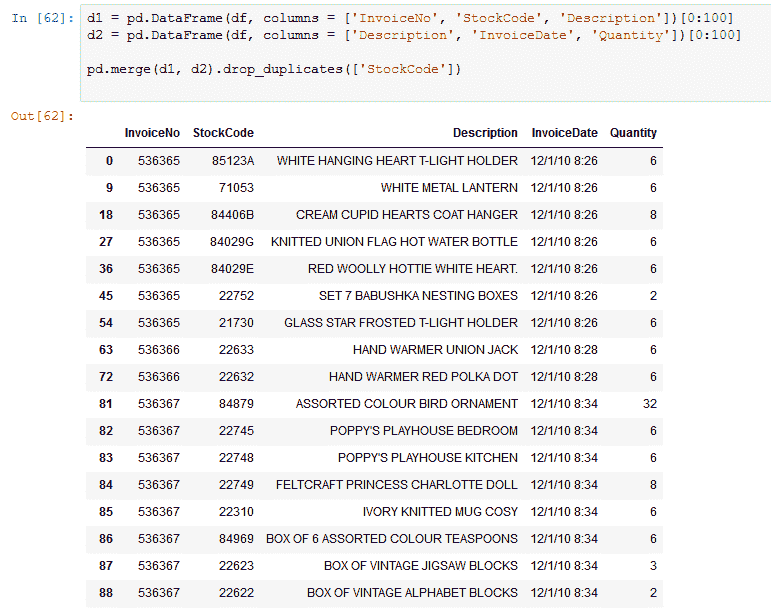 In [62]: d1 = pd.DataFrame(df, columns = ['InvoiceNo', 'StockCode', 'Description'])[0:100]
d2 = pd.DataFrame(df, columns = ['Description', 'InvoiceDate', 'Quantity'])[0:100]
pd.merge(d1, d2).drop_duplicates(['StockCode'])
Out[62]:
InvoiceNo StockCode Description InvoiceDate Quantity
0 536365 85123A WHITE HANGING HEART T-LIGHT HOLDER 12/1/10 8:26 6
9 536365 71053 WHITE METAL LANTERN 12/1/10 8:26 6
18 536365 84406B CREAM CUPID HEARTS COAT HANGER 12/1/10 8:26 8
27 536365 84029G KNITTED UNION FLAG HOT WATER BOTTLE 12/1/10 8:26 6
36 536365 84029E RED WOOLLY HOTTIE WHITE HEART. 12/1/10 8:26 6
45 536365 22752 SET 7 BABUSHKA NESTING BOXES 12/1/10 8:26 2
54 536365 21730 GLASS STAR FROSTED T-LIGHT HOLDER 12/1/10 8:26 6
63 536366 22633 HAND WARMER UNION JACK 12/1/10 8:28 6
72 536366 22632 HAND WARMER RED POLKA DOT 12/1/10 8:28 6
81 536367 84879 ASSORTED COLOUR BIRD ORNAMENT 12/1/10 8:34 32
82 536367 22745 POPPY'S PLAYHOUSE BEDROOM 12/1/10 8:34 6
83 536367 22748 POPPY'S PLAYHOUSE KITCHEN 12/1/10 8:34 6
84 536367 22749 FELTCRAFT PRINCESS CHARLOTTE DOLL 12/1/10 8:34 8
85 536367 22310 IVORY KNITTED MUG COSY 12/1/10 8:34 6
86 536367 84969 BOX OF 6 ASSORTED COLOUR TEASPOONS 12/1/10 8:34 6
87 536367 22623 BOX OF VINTAGE JIGSAW BLOCKS 12/1/10 8:34 3
88 536367 22622 BOX OF VINTAGE ALPHABET BLOCKS 12/1/10 8:34 2